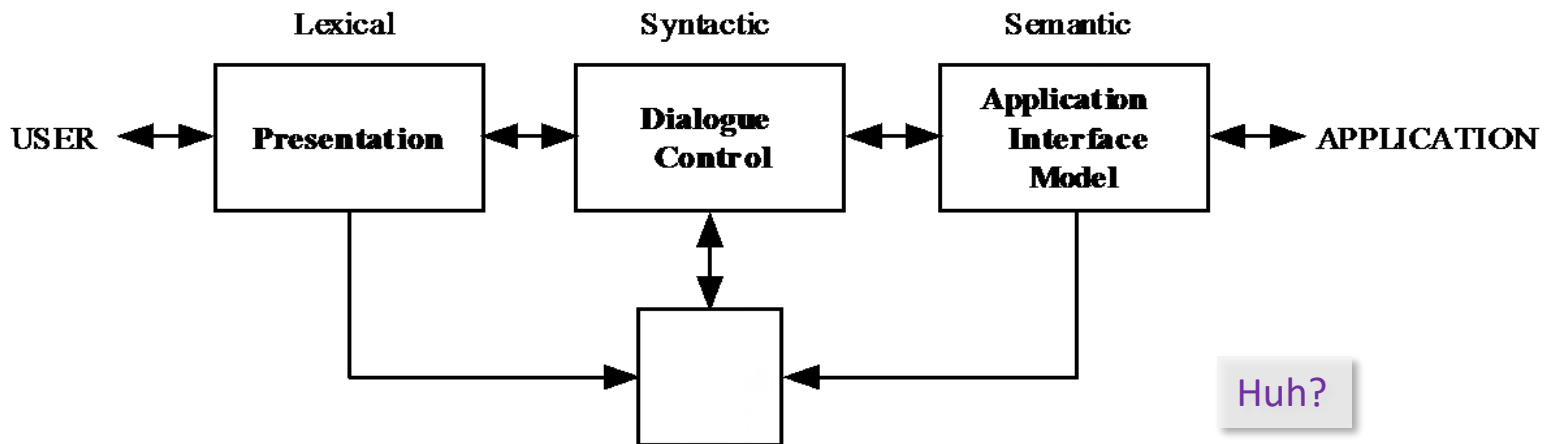 Lexical Syntactic Semantic
USER Presentation Dialogue Control Application Interface Model APPLICATION
Huh?